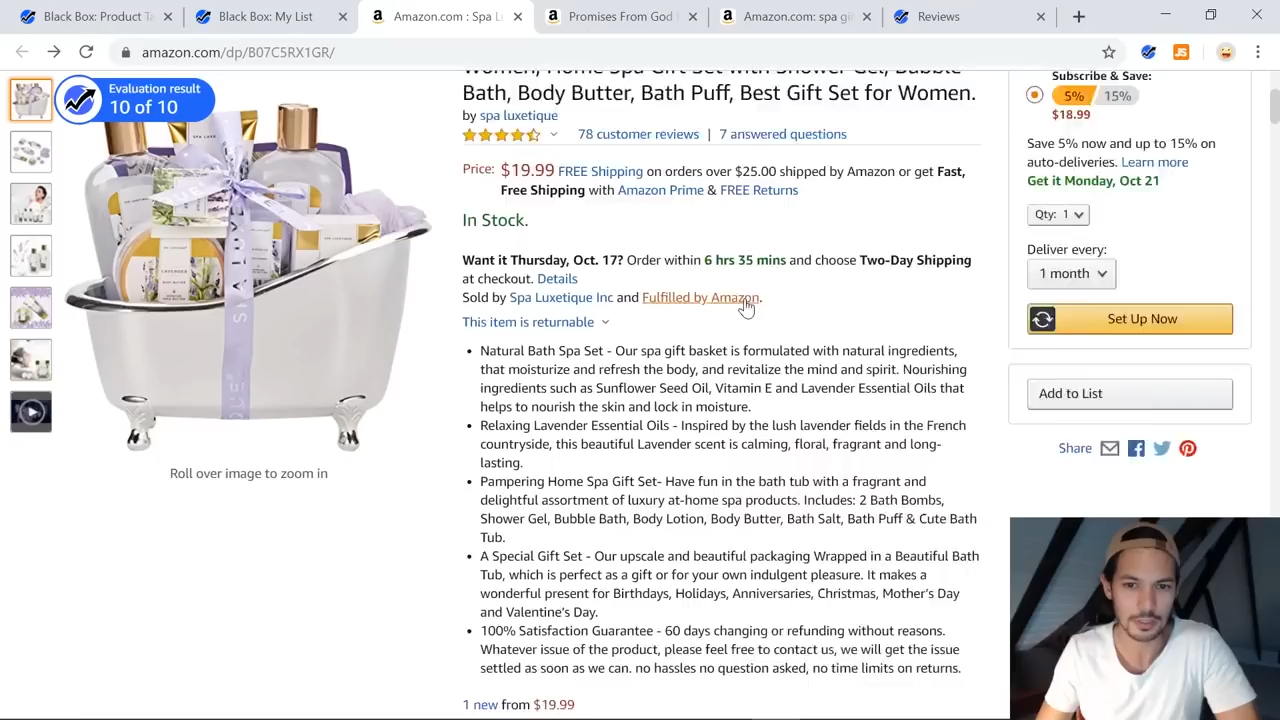 Black Box: Product Ta
Black Box: My List
Amazon.com : Spa Lu
Promises From God
Amazon.com: spa gif
Reviews
amazon.com/dp/B07C5RX1GR/
Evaluation result
10 of 10
Women, Home Spa Gift Set with Shower Gel, Bubble
Bath, Body Butter, Bath Puff, Best Gift Set for Women.
by spa luxetique
78 customer reviews | 7 answered questions
Price: $19.99 FREE Shipping on orders over $25.00 shipped by Amazon or get Fast,
Free Shipping with Amazon Prime & FREE Returns
In Stock.
Want it Thursday, Oct. 17? Order within 6 hrs 35 mins and choose Two-Day Shipping
at checkout. Details
Sold by Spa Luxetique Inc and Fulfilled by Amazon.
This item is returnable
• Natural Bath Spa Set - Our spa gift basket is formulated with natural ingredients,
that moisturize and refresh the body, and revitalize the mind and spirit. Nourishing
ingredients such as Sunflower Seed Oil, Vitamin E and Lavender Essential Oils that
helps to nourish the skin and lock in moisture.
• Relaxing Lavender Essential Oils - Inspired by the lush lavender fields in the French
countryside, this beautiful Lavender scent is calming, floral, fragrant and long-
lasting.
• Pampering Home Spa Gift Set- Have fun in the bath tub with a fragrant and
delightful assortment of luxury at-home spa products. Includes: 2 Bath Bombs,
Shower Gel, Bubble Bath, Body Lotion, Body Butter, Bath Salt, Bath Puff & Cute Bath
Tub.
• A Special Gift Set - Our upscale and beautiful packaging Wrapped in a Beautiful Bath
Tub, which is perfect as a gift or for your own indulgent pleasure. It makes a
wonderful present for Birthdays, Holidays, Anniversaries, Christmas, Mother's Day
and Valentine's Day.
• 100% Satisfaction Guarantee - 60 days changing or refunding without reasons.
Whatever issue of the product, please feel free to contact us, we will get the issue
settled as soon as we can. no hassles no question asked, no time limits on returns.
1 new from $19.99
Roll over image to zoom in
LAVENDER
Subscribe & Save:
5% 15%
$18.99
Save 5% now and up to 15% on
auto-deliveries. Learn more
Get it Monday, Oct 21
Qty: 1
Deliver every:
1 month
Set Up Now
Add to List
Share
JS